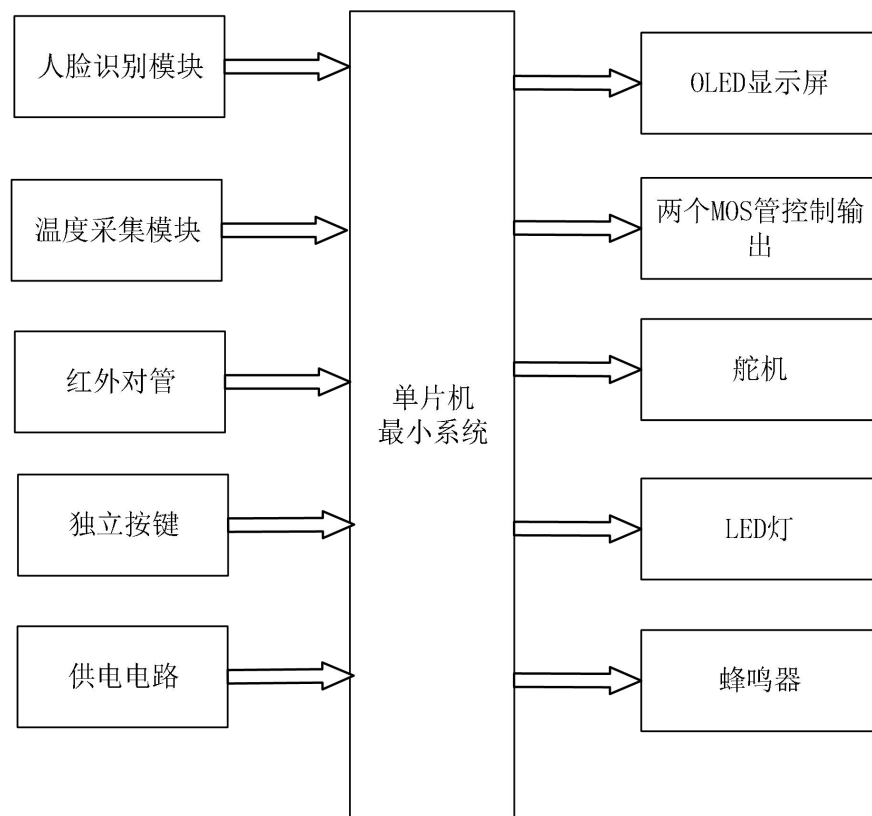 人脸识别模块
温度采集模块
红外对管
独立按键
供电电路
单片机
最小系统
OLED显示屏
两个MOS管控制输
出
舵机
LED灯
蜂鸣器